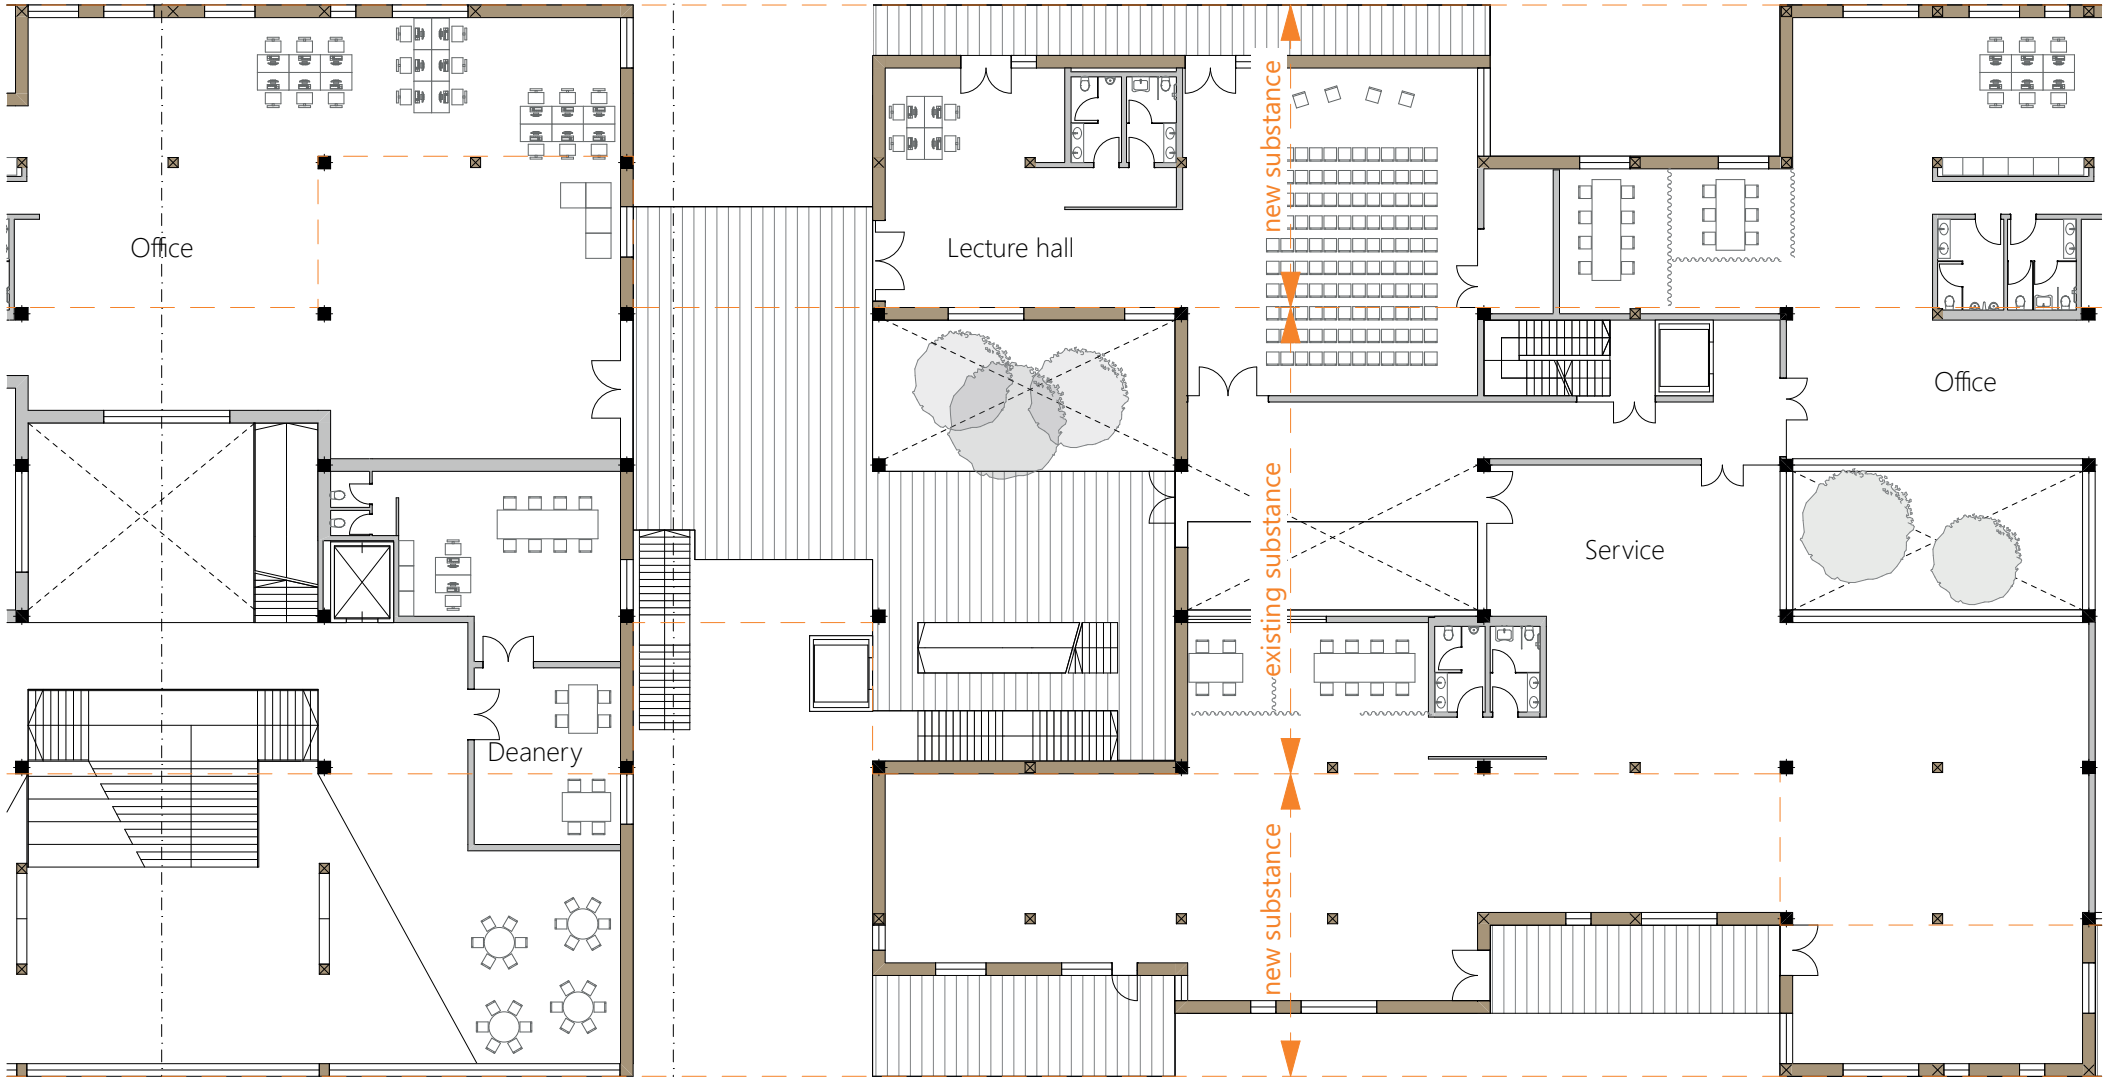 new substance
Office
Lecture hall
Office
existing substance
Service
Deanery
new substance